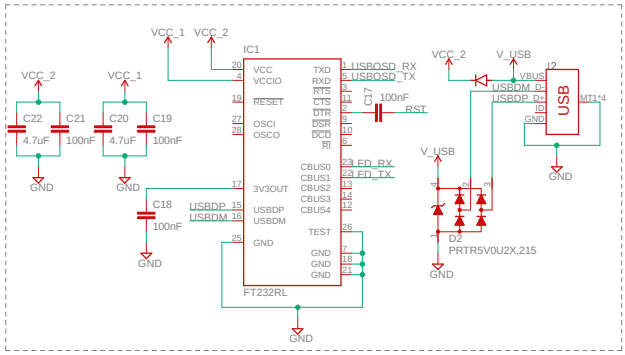 VCC_1 VCC_2
IC1
VCC_2 VCC_1
C22 C21 C20 C19
4.7uF 100nF 4.7uF 100nF
GND GND
20 VCC TXD 1 USBOSD_RX
4 VCCIO RXD 5 USBOSD_TX
RTS 3
19 RESET CTS 11
DTR 2
27 OSCI DSR 9
28 OSCO DCD 10
RI 6
C17 100nF RST
CBUS0 23 LED_RX
CBUS1 22 LED_TX
17 3V3OUT CBUS2 13
CBUS3 14
USBDP 15 USBDP CBUS4 12
USBDM 16 USBDM
C18
100nF
GND
TEST 26
25 GND
GND 7
GND 18
GND 21
FT232RL
GND
VCC_2 V_USB J2
VBUS
USBDM D-
USBDP D+
ID
GND
USB
MT1*4
GND
V_USB
4 2 3
1
D2
PRTR5V0U2X,215
GND